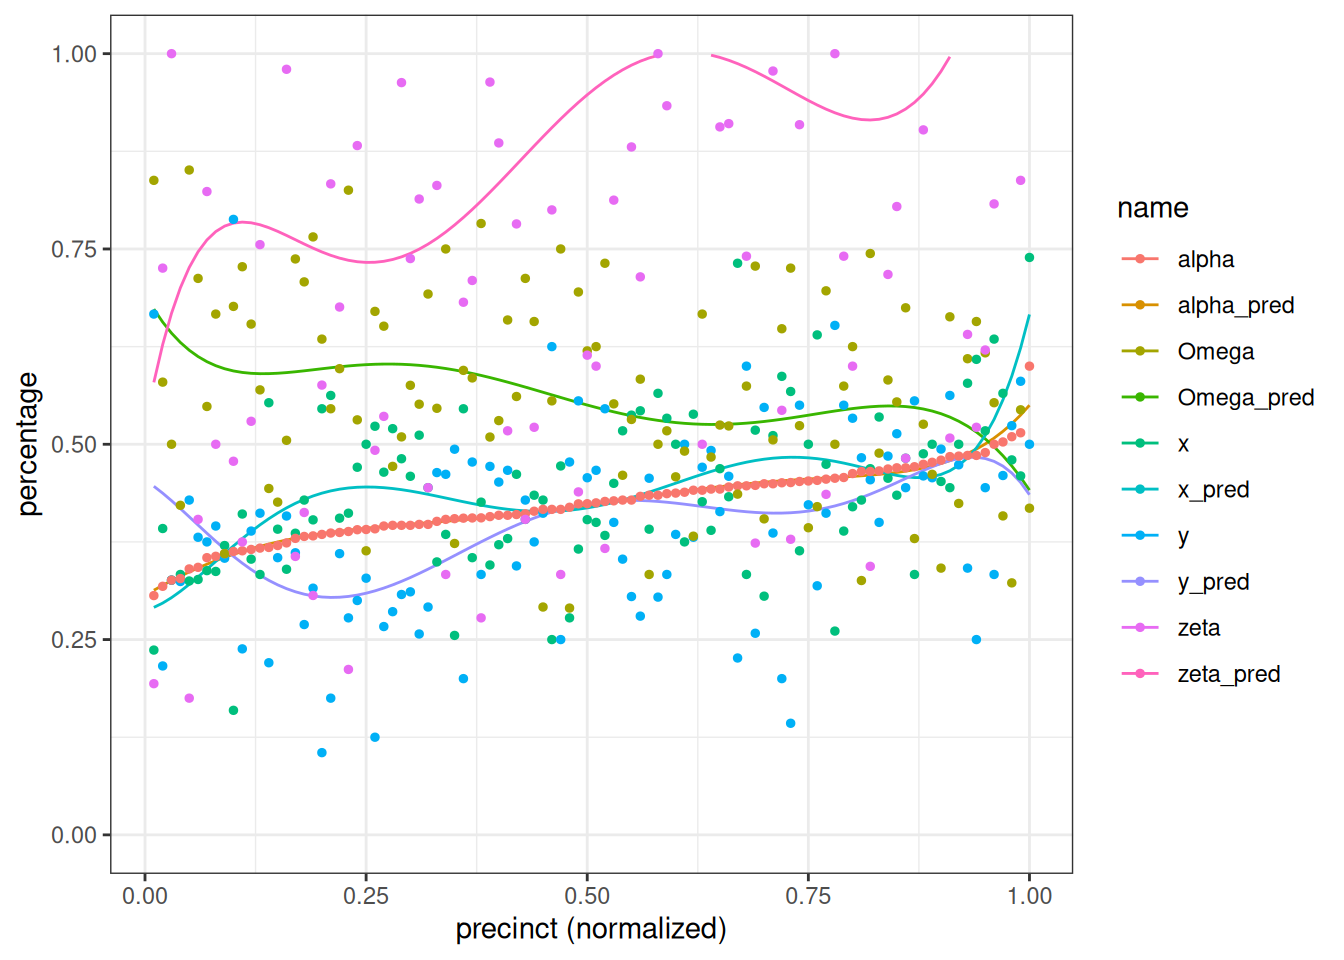 1.00
0.75
0.50
0.25
0.00
percentage
0.00 0.25 0.50 0.75 1.00
precinct (normalized)
name
alpha
alpha_pred
Omega
Omega_pred
x
x_pred
y
y_pred
zeta
zeta_pred